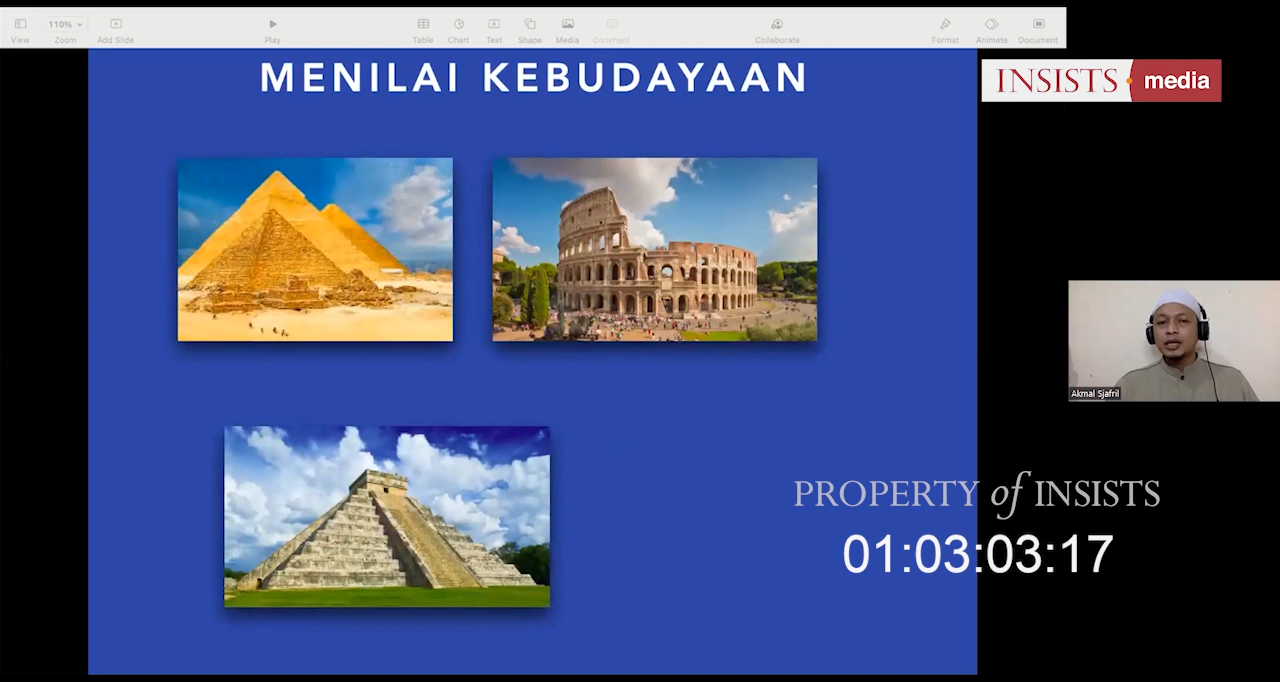 110%
View
Zoom
Add Slide
Play
Table
Chart
Text
Shape
Media
Comment
Collaborate
Format
Animate
Document
MENILAI KEBUDAYAAN
INSISTS media
Akmal Sjafril
PROPERTY of INSISTS
01:03:03:17